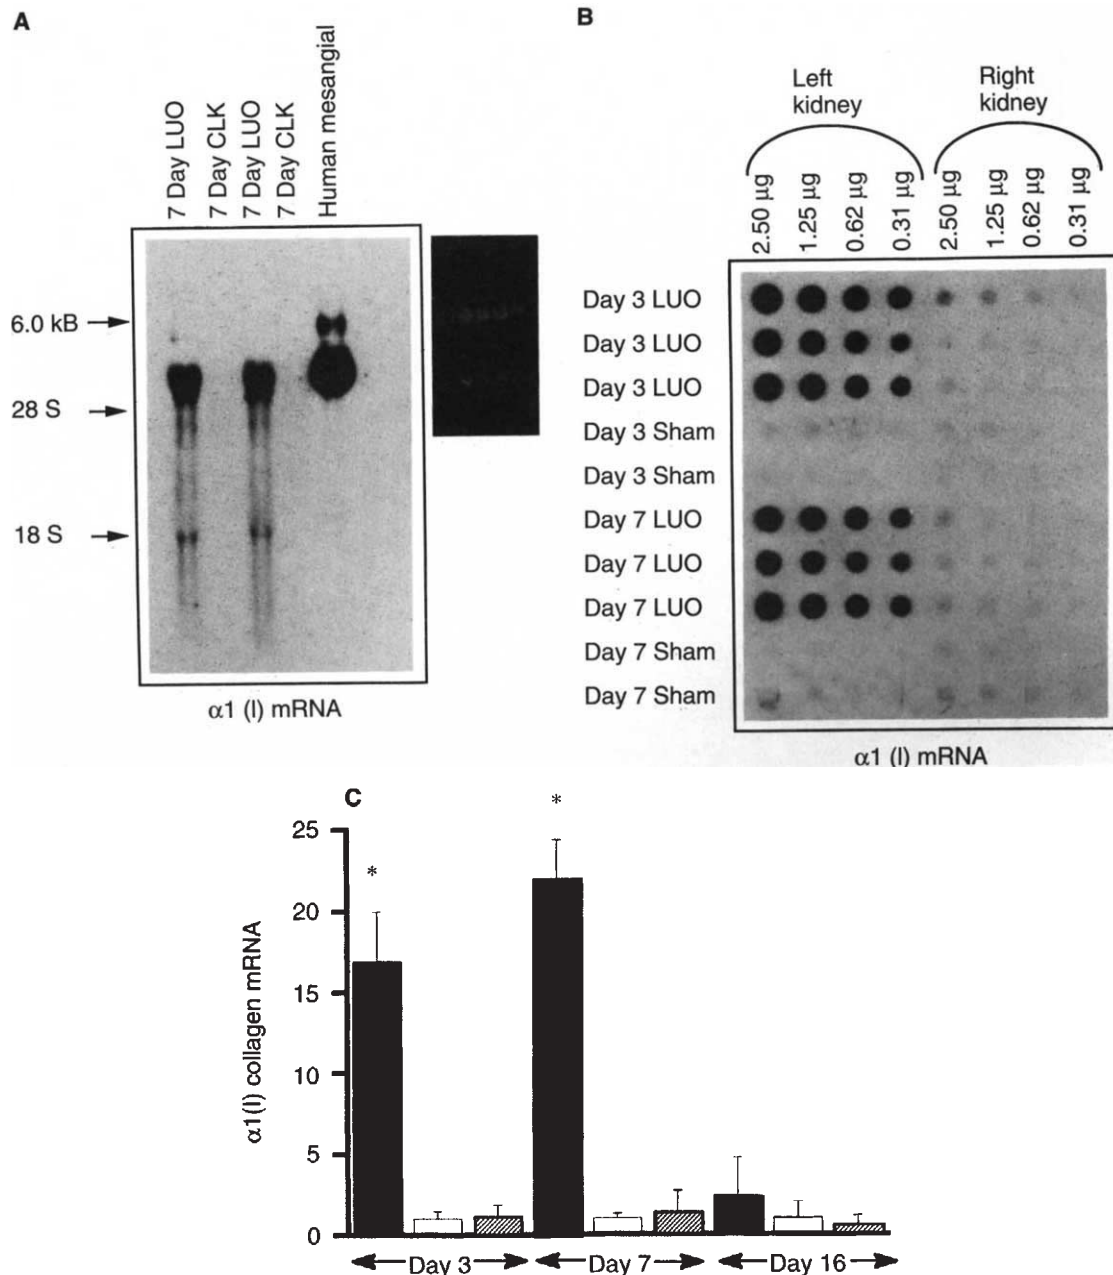 A
7 Day LUO
7 Day CLK
7 Day LUO
7 Day CLK
Human mesangial
6.0 kB
28 S
18 S
α1 (I) mRNA
B
Left
kidney
Right
kidney
2.50 μg
1.25 μg
0.62 μg
0.31 μg
2.50 μg
1.25 μg
0.62 μg
0.31 μg
Day 3 LUO
Day 3 LUO
Day 3 LUO
Day 3 Sham
Day 3 Sham
Day 7 LUO
Day 7 LUO
Day 7 LUO
Day 7 Sham
Day 7 Sham
α1 (I) mRNA
C
α1(I) collagen mRNA
25
20
15
10
5
0
*
*
Day 3
Day 7
Day 16